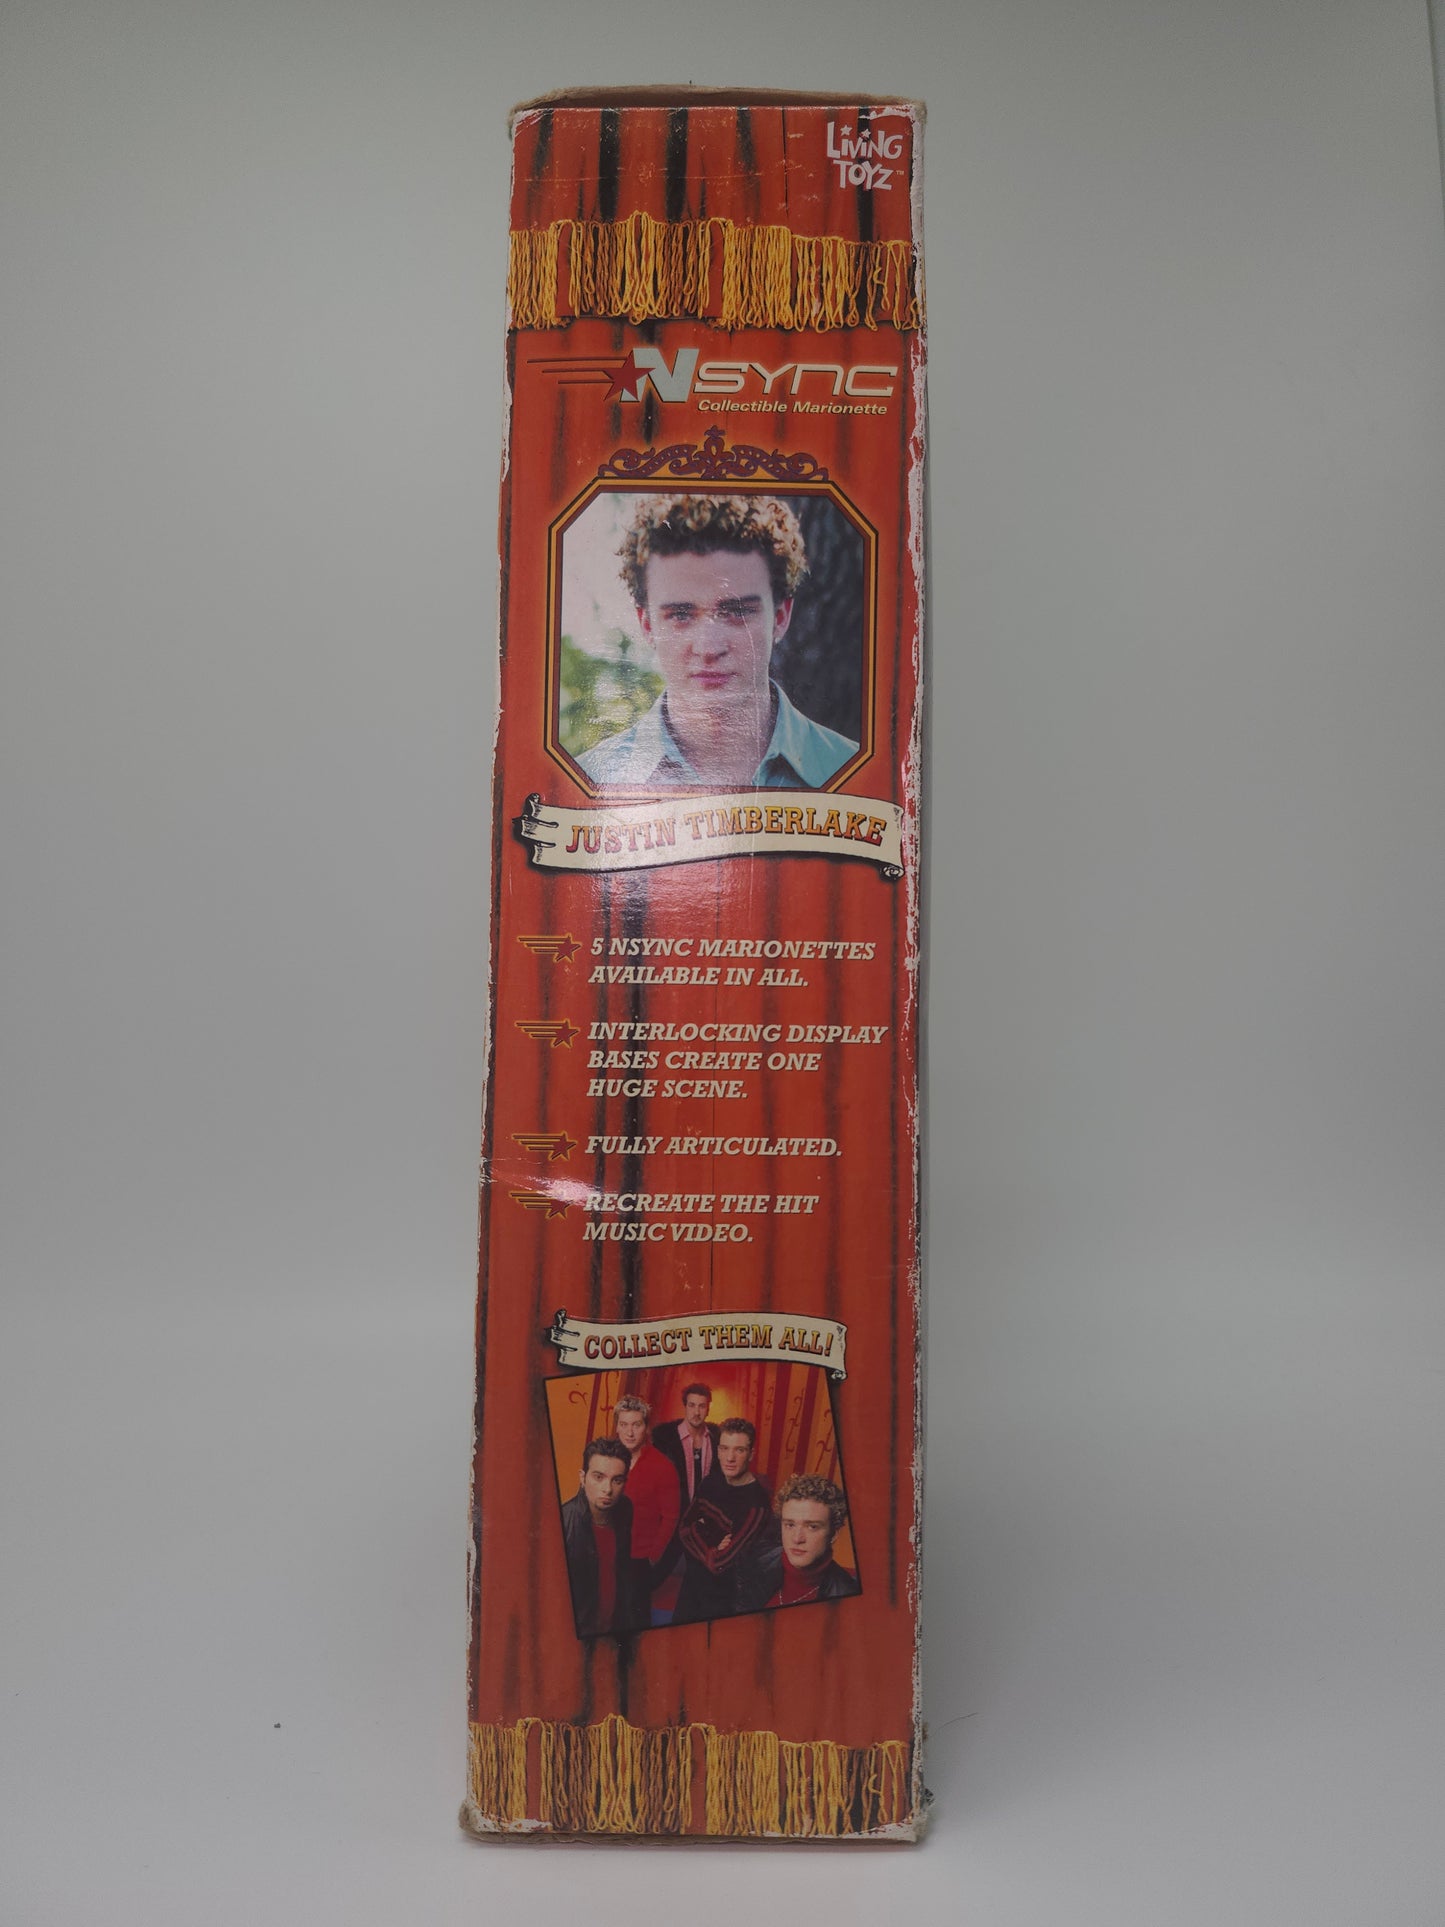 LiViNG
TOYZ™
NSYNC
Collectible Marionette
JUSTIN TIMBERLAKE
5 NSYNC MARIONETTES
AVAILABLE IN ALL.
INTERLOCKING DISPLAY
BASES CREATE ONE
HUGE SCENE.
FULLY ARTICULATED.
RECREATE THE HIT
MUSIC VIDEO.
COLLECT THEM ALL!